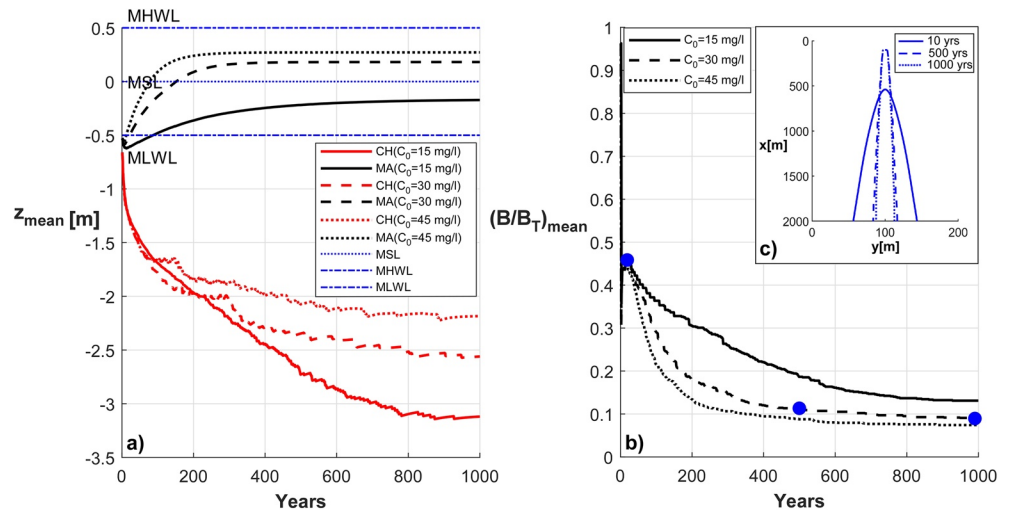 MHWL
0.5
MSL
0
-0.5
MLWL
-1
-1.5
-2
-2.5
-3
-3.5
z_mean [m]
CH(C_0=15 mg/l)
MA(C_0=15 mg/l)
CH(C_0=30 mg/l)
MA(C_0=30 mg/l)
CH(C_0=45 mg/l)
MA(C_0=45 mg/l)
MSL
MHWL
MLWL
a)
0 200 400 600 800 1000
Years
(B/B_T)_mean
1
0.9
0.8
0.7
0.6
0.5
0.4
0.3
0.2
0.1
0
C_0=15 mg/l
C_0=30 mg/l
C_0=45 mg/l
b)
0 200 400 600 800 1000
Years
10 yrs
500 yrs
1000 yrs
0
500
1000
1500
2000
x[m]
0 100 200
y[m]
c)